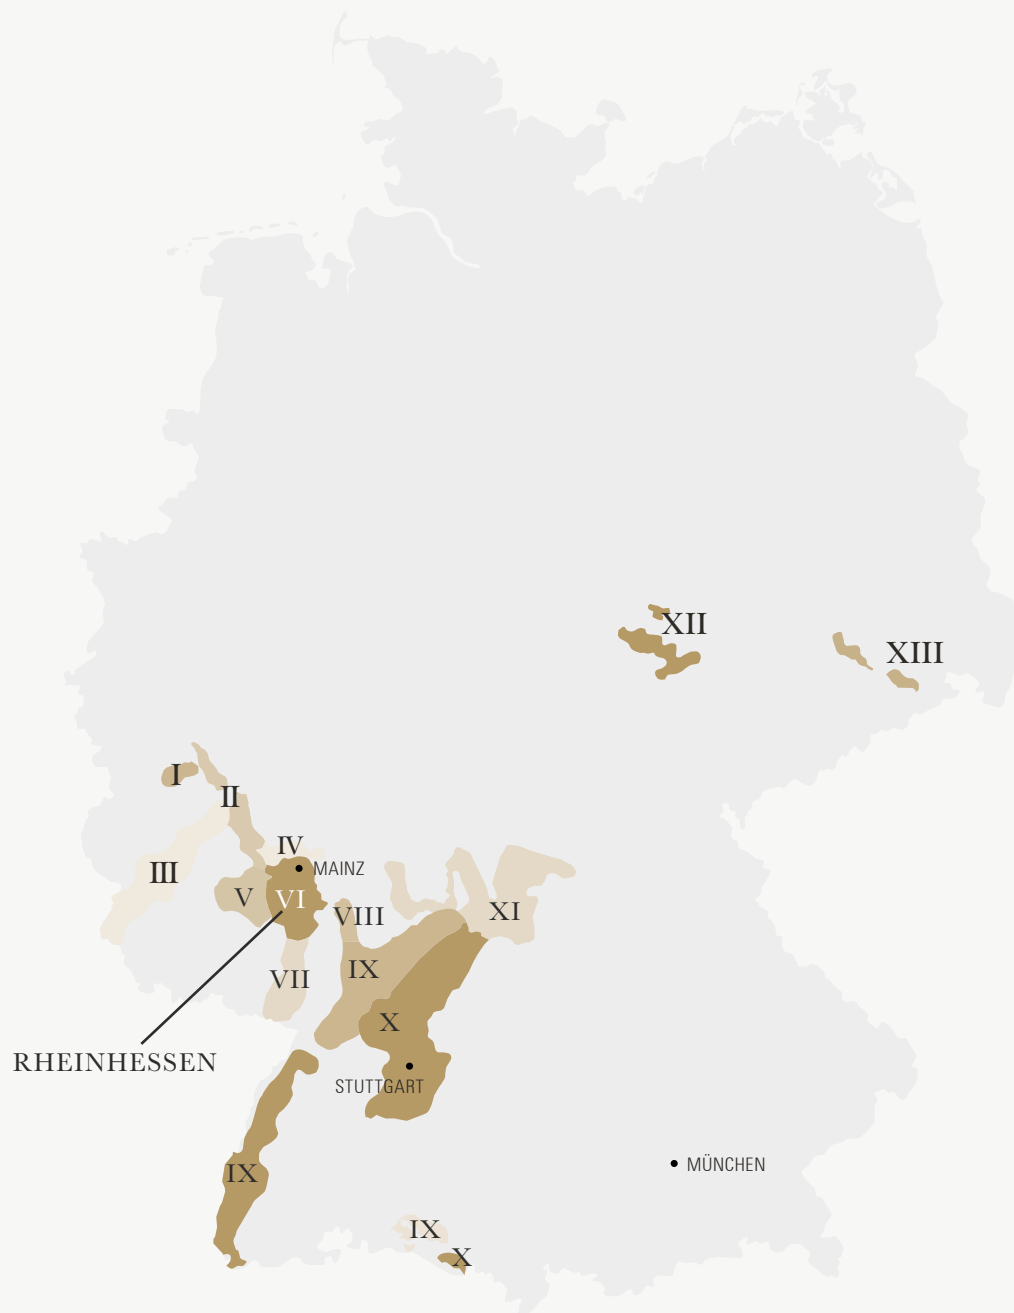 XII
XIII
I
II
IV
III
MAINZ
V
VI
VIII
XI
IX
VII
X
RHEINHESSEN
STUTTGART
MÜNCHEN
IX
IX
X